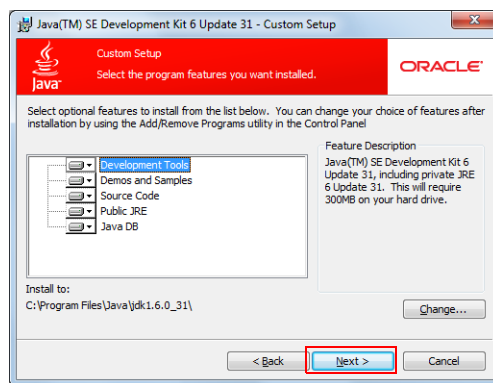 Java(TM) SE Development Kit 6 Update 31 - Custom Setup
Custom Setup
Select the program features you want installed.
Java
ORACLE
Select optional features to install from the list below. You can change your choice of features after
installation by using the Add/Remove Programs utility in the Control Panel
Development Tools
Demos and Samples
Source Code
Public JRE
Java DB
Feature Description
Java(TM) SE Development Kit 6
Update 31, including private JRE
6 Update 31. This will require
300MB on your hard drive.
Install to:
C:\Program Files\Java\jdk1.6.0_31\
Change...
< Back
Next >
Cancel